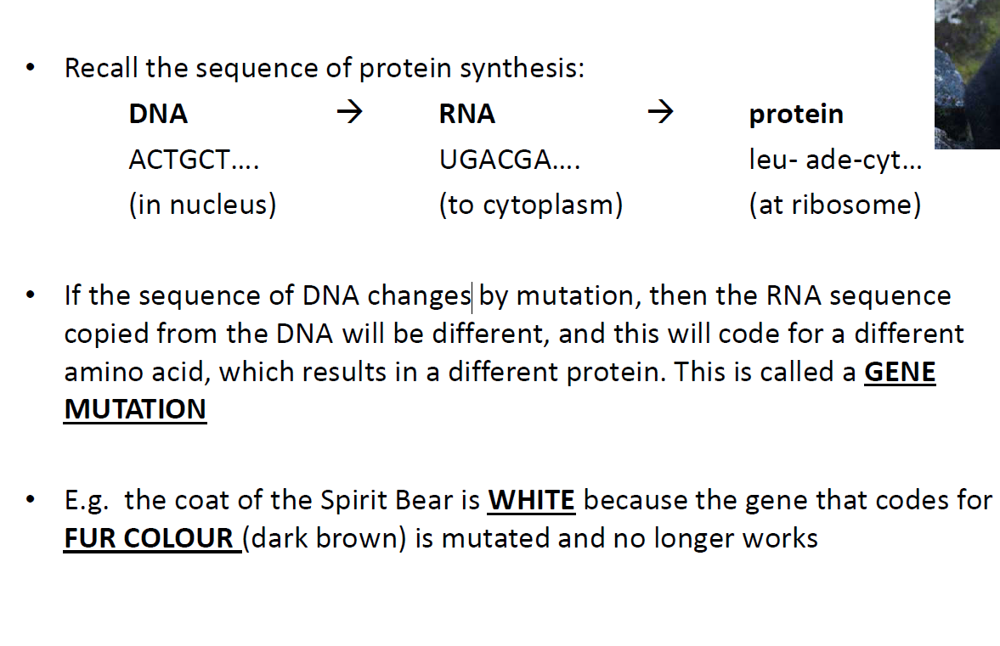 • Recall the sequence of protein synthesis:
DNA → RNA → protein
ACTGCT.... UGACGA.... leu- ade-cyt...
(in nucleus) (to cytoplasm) (at ribosome)
• If the sequence of DNA changes by mutation, then the RNA sequence
copied from the DNA will be different, and this will code for a different
amino acid, which results in a different protein. This is called a GENE
MUTATION
• E.g. the coat of the Spirit Bear is WHITE because the gene that codes for
FUR COLOUR (dark brown) is mutated and no longer works